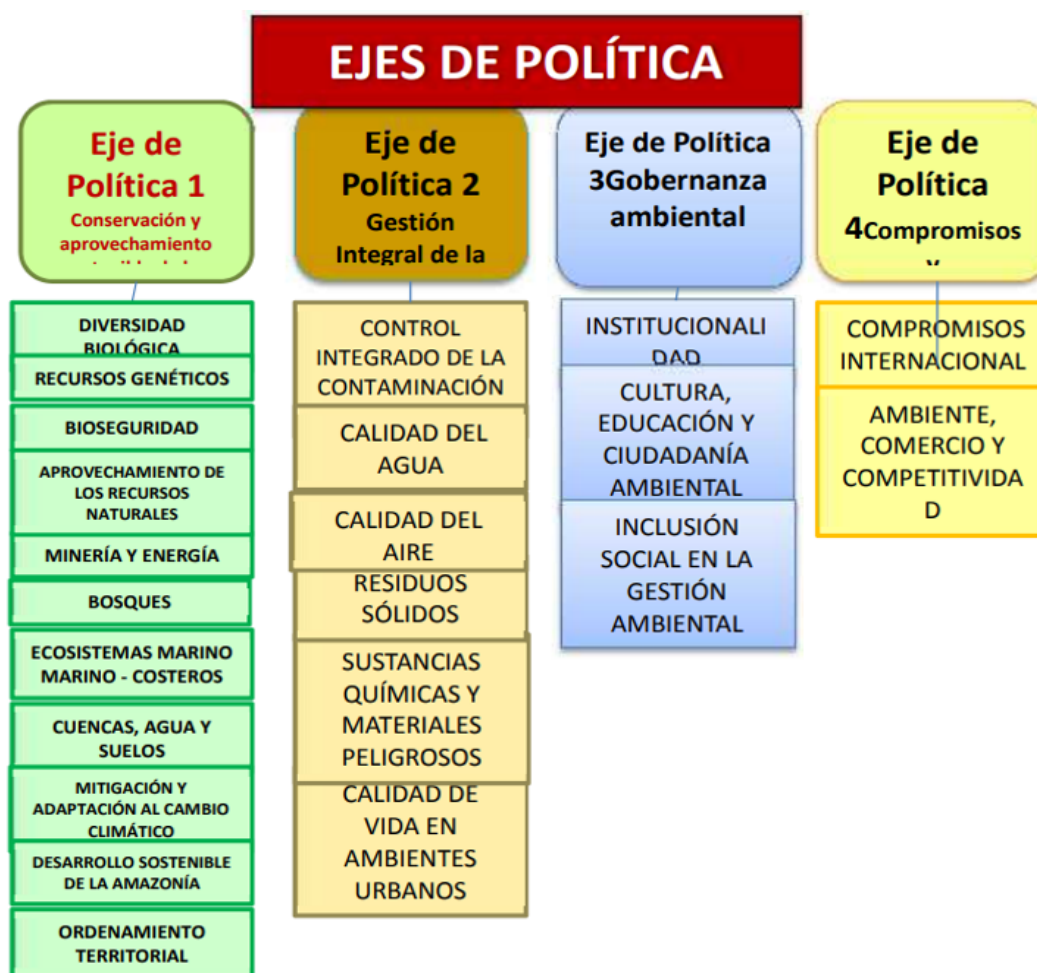 EJES DE POLÍTICA
Eje de
Política 1
Conservación y
aprovechamiento
DIVERSIDAD
BIOLÓGICA
RECURSOS GENÉTICOS
BIOSEGURIDAD
APROVECHAMIENTO DE
LOS RECURSOS
NATURALES
MINERÍA Y ENERGÍA
BOSQUES
ECOSISTEMAS MARINO
MARINO - COSTEROS
CUENCAS, AGUA Y
SUELOS
MITIGACIÓN Y
ADAPTACIÓN AL CAMBIO
CLIMÁTICO
DESARROLLO SOSTENIBLE
DE LA AMAZONÍA
ORDENAMIENTO
TERRITORIAL
Eje de
Política 2
Gestión
Integral de la
CONTROL
INTEGRADO DE LA
CONTAMINACIÓN
CALIDAD DEL
AGUA
CALIDAD DEL
AIRE
RESIDUOS
SÓLIDOS
SUSTANCIAS
QUÍMICAS Y
MATERIALES
PELIGROSOS
CALIDAD DE
VIDA EN
AMBIENTES
URBANOS
Eje de Política
3Gobernanza
ambiental
INSTITUCIONALI
DAD
CULTURA,
EDUCACIÓN Y
CIUDADANÍA
AMBIENTAL
INCLUSIÓN
SOCIAL EN LA
GESTIÓN
AMBIENTAL
Eje de
Política
4Compromisos
y
COMPROMISOS
INTERNACIONAL
AMBIENTE,
COMERCIO Y
COMPETITIVIDA
D